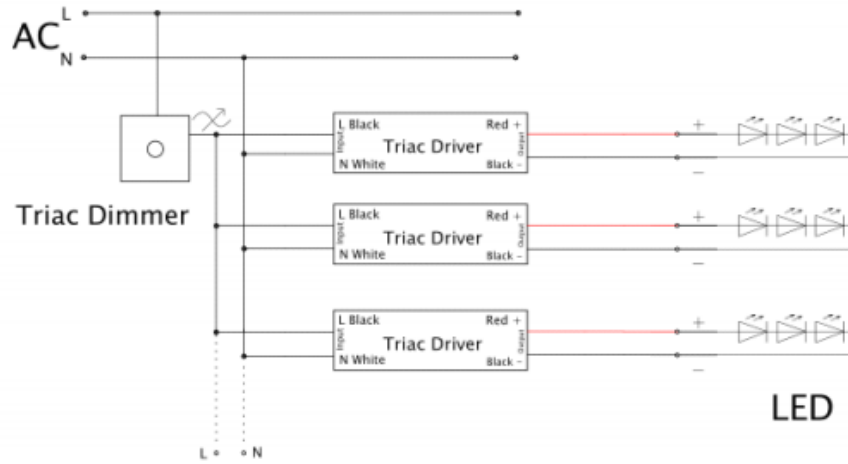 L
AC
N
L Black
Red +
Input
Triac Driver
Output
N White
Black -
+
−
Triac Dimmer
L Black
Red +
Input
Triac Driver
Output
N White
Black -
+
−
L Black
Red +
Input
Triac Driver
Output
N White
Black -
+
−
LED
L
N